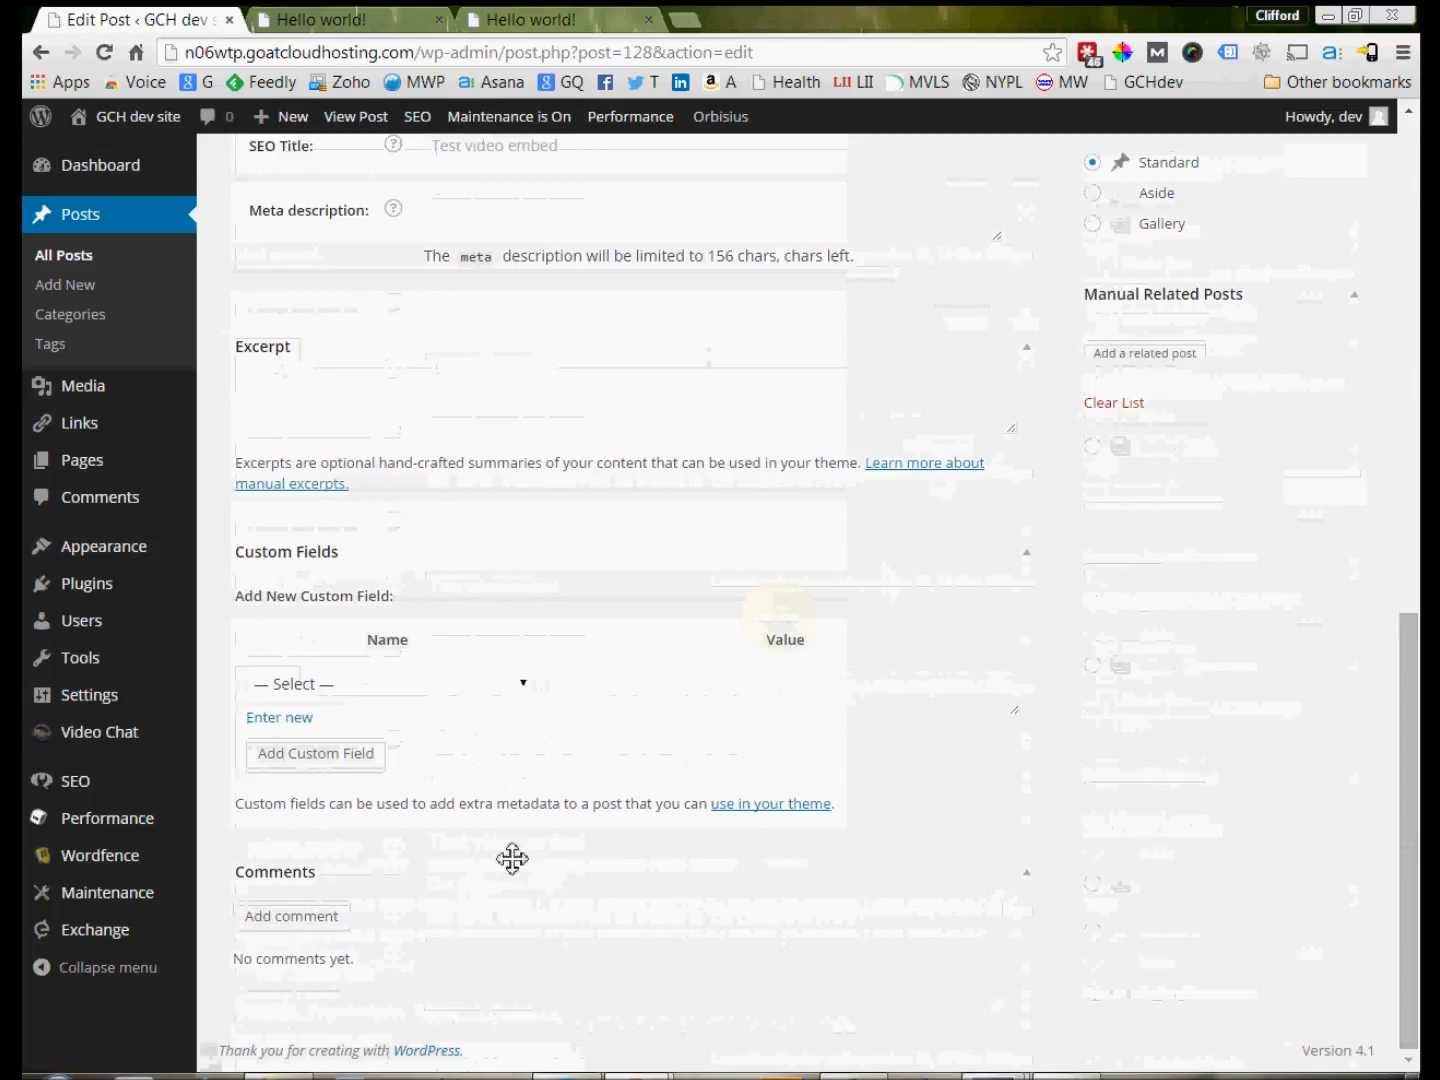 Edit Post ‹ GCH dev s
Hello world!
Hello world!
Clifford
n06wtp.goatcloudhosting.com/wp-admin/post.php?post=128&action=edit
46
Apps Voice G Feedly Zoho MWP Asana GQ T A Health LII LII MVLS NYPL MW GCHdev Other bookmarks
GCH dev site 0 New View Post SEO Maintenance is On Performance Orbisius Howdy, dev
Dashboard
Posts
All Posts
Add New
Categories
Tags
Media
Links
Pages
Comments
Appearance
Plugins
Users
Tools
Settings
Video Chat
SEO
Performance
Wordfence
Maintenance
Exchange
Collapse menu
SEO Title: ? Test video embed
Meta description: ?
The meta description will be limited to 156 chars, chars left.
Excerpt
Excerpts are optional hand-crafted summaries of your content that can be used in your theme. Learn more about
manual excerpts.
Custom Fields
Add New Custom Field:
Name Value
— Select —
Enter new
Add Custom Field
Custom fields can be used to add extra metadata to a post that you can use in your theme.
Comments
Add comment
No comments yet.
Standard
Aside
Gallery
Manual Related Posts
Add a related post
Clear List
Thank you for creating with WordPress.
Version 4.1